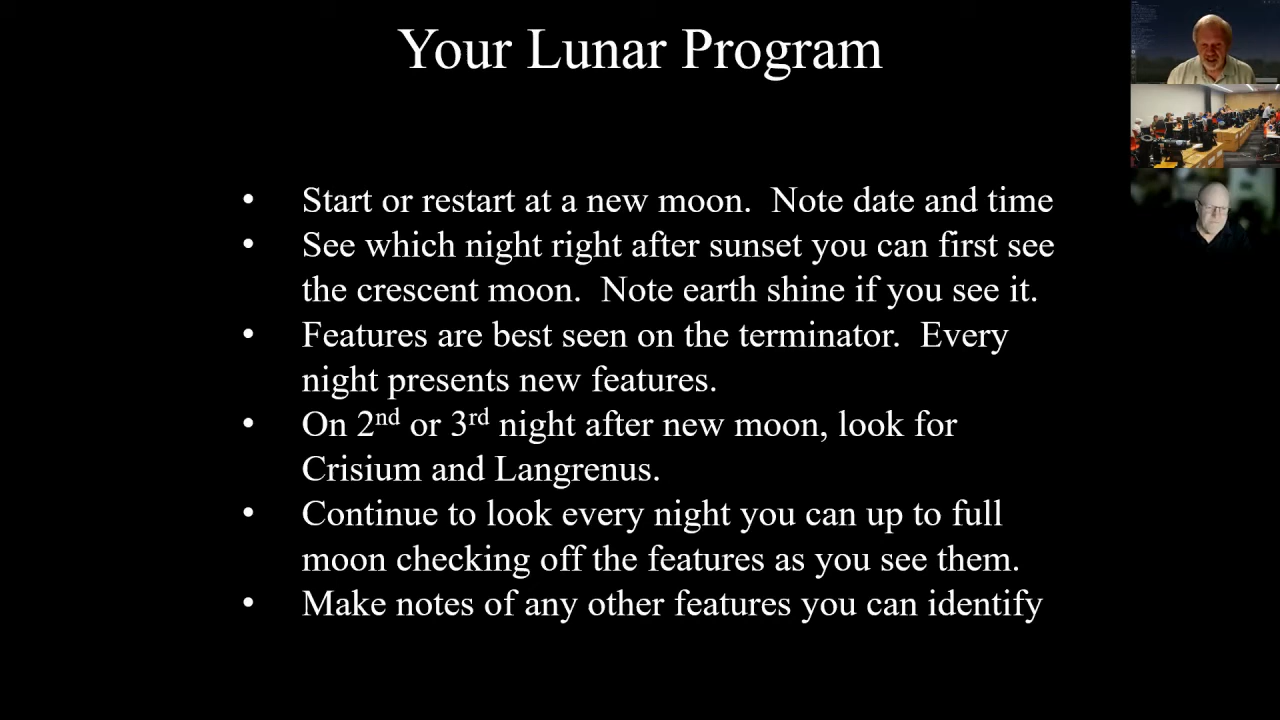 Your Lunar Program
• Start or restart at a new moon. Note date and time
• See which night right after sunset you can first see
the crescent moon. Note earth shine if you see it.
• Features are best seen on the terminator. Every
night presents new features.
• On 2nd or 3rd night after new moon, look for
Crisium and Langrenus.
• Continue to look every night you can up to full
moon checking off the features as you see them.
• Make notes of any other features you can identify